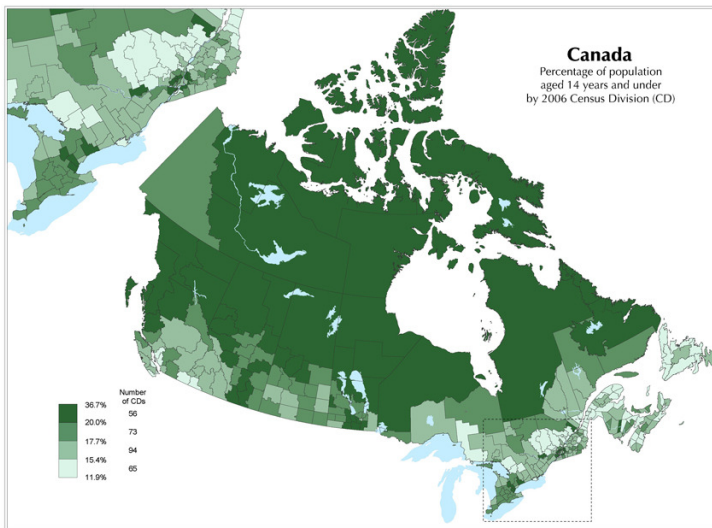 Canada
Percentage of population
aged 14 years and under
by 2006 Census Division (CD)
Number
of CDs
36.7%
56
20.0%
73
17.7%
94
15.4%
65
11.9%